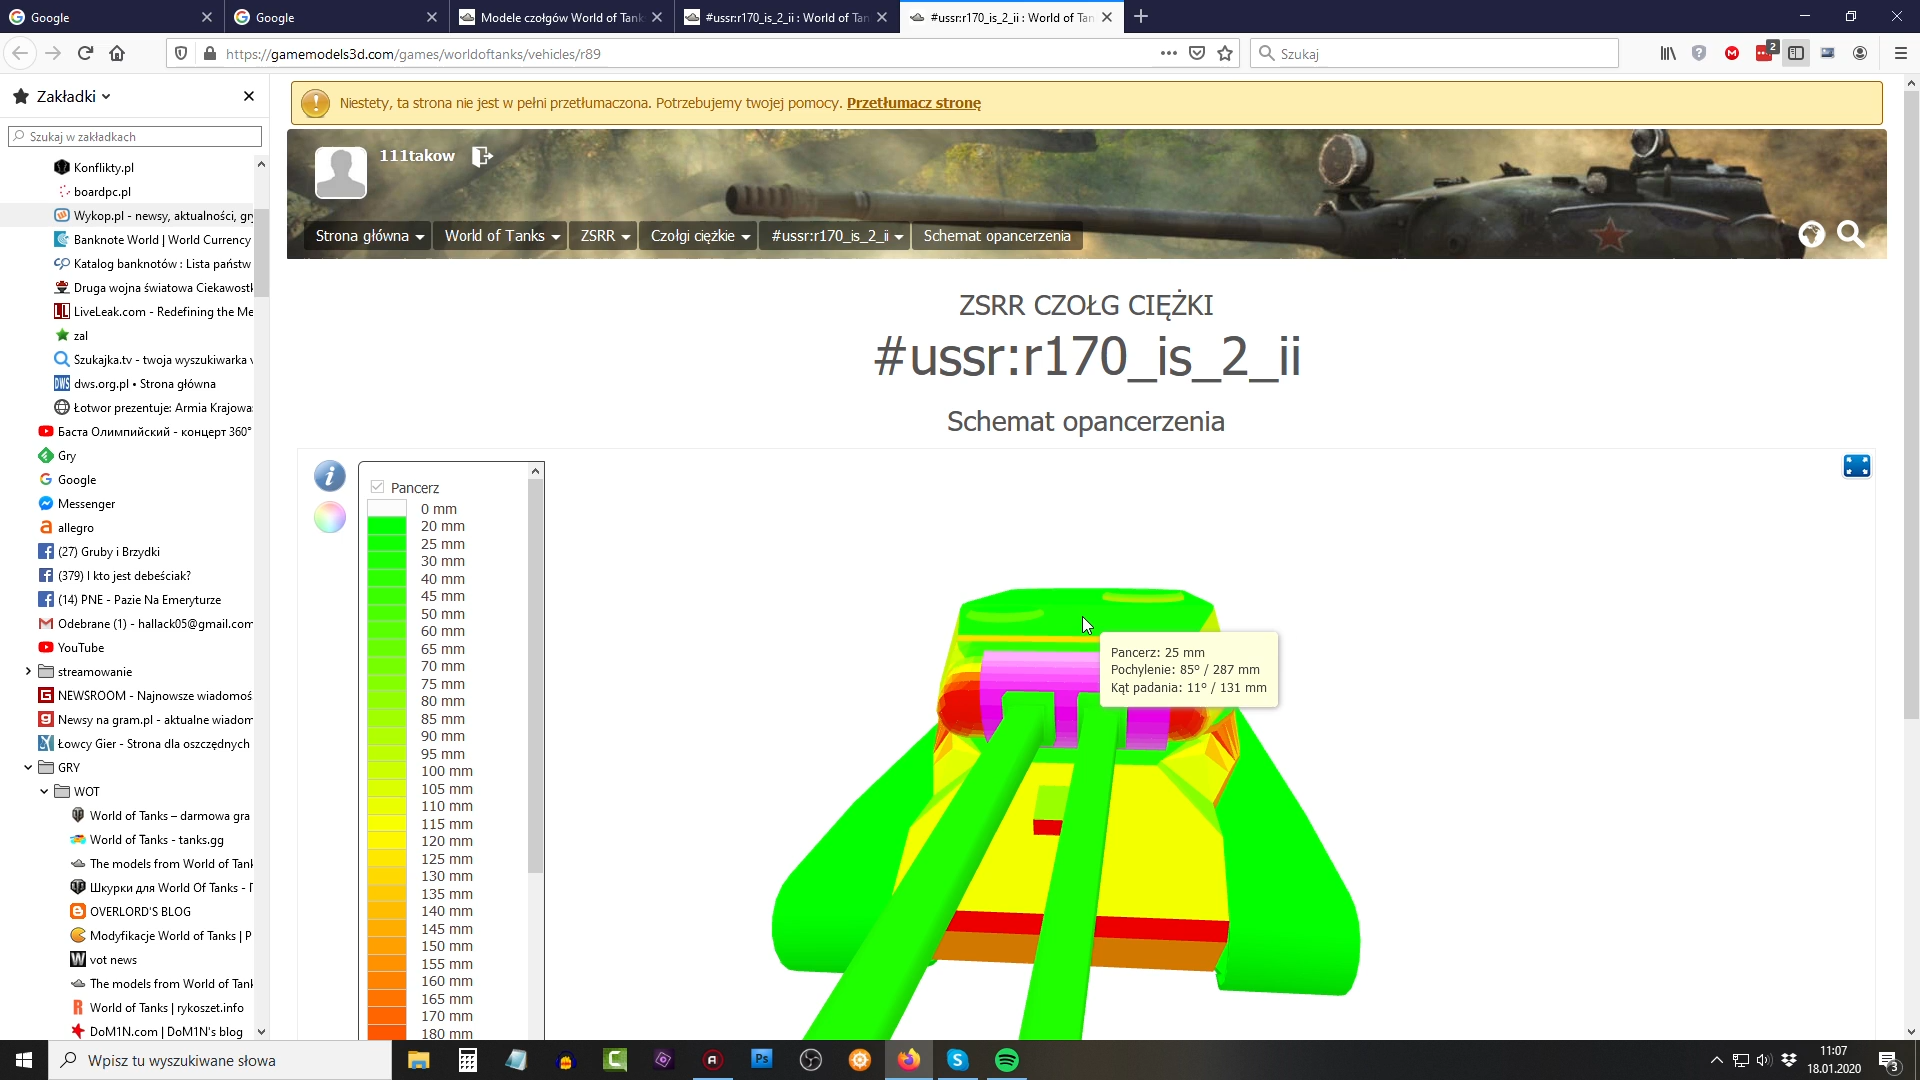 Google
Google
Modele czołgów World of Tank
#ussr:r170_is_2_ii : World of Tan
#ussr:r170_is_2_ii : World of Tan
https://gamemodels3d.com/games/worldoftanks/vehicles/r89
Szukaj
2
Zakładki
Szukaj w zakładkach
Konflikty.pl
boardpc.pl
Wykop.pl - newsy, aktualności, gry
Banknote World | World Currency
Katalog banknotów : Lista państw
Druga wojna światowa Ciekawostk
LiveLeak.com - Redefining the Me
zal
Szukajka.tv - twoja wyszukiwarka v
dws.org.pl • Strona główna
Łotwor prezentuje: Armia Krajowa:
Баста Олимпийский - концерт 360°
Gry
Google
Messenger
allegro
(27) Gruby i Brzydki
(379) I kto jest debeściak?
(14) PNE - Pazie Na Emeryturze
Odebrane (1) - hallack05@gmail.com
YouTube
streamowanie
NEWSROOM - Najnowsze wiadomoś
Newsy na gram.pl - aktualne wiadom
Łowcy Gier - Strona dla oszczędnych
GRY
WOT
World of Tanks – darmowa gra
World of Tanks - tanks.gg
The models from World of Tank
Шкурки для World Of Tanks - Г
OVERLORD'S BLOG
Modyfikacje World of Tanks | P
vot news
The models from World of Tank
World of Tanks | rykoszet.info
DoM1N.com | DoM1N's blog
Niestety, ta strona nie jest w pełni przetłumaczona. Potrzebujemy twojej pomocy. Przetłumacz stronę
111takow
Strona główna World of Tanks ZSRR Czołgi ciężkie #ussr:r170_is_2_ii Schemat opancerzenia
ZSRR CZOŁG CIĘŻKI
#ussr:r170_is_2_ii
Schemat opancerzenia
Pancerz
0 mm
20 mm
25 mm
30 mm
40 mm
45 mm
50 mm
60 mm
65 mm
70 mm
75 mm
80 mm
85 mm
90 mm
95 mm
100 mm
105 mm
110 mm
115 mm
120 mm
125 mm
130 mm
135 mm
140 mm
145 mm
150 mm
155 mm
160 mm
165 mm
170 mm
180 mm
Pancerz: 25 mm
Pochylenie: 85° / 287 mm
Kąt padania: 11° / 131 mm
Wpisz tu wyszukiwane słowa
11:07
18.01.2020
3